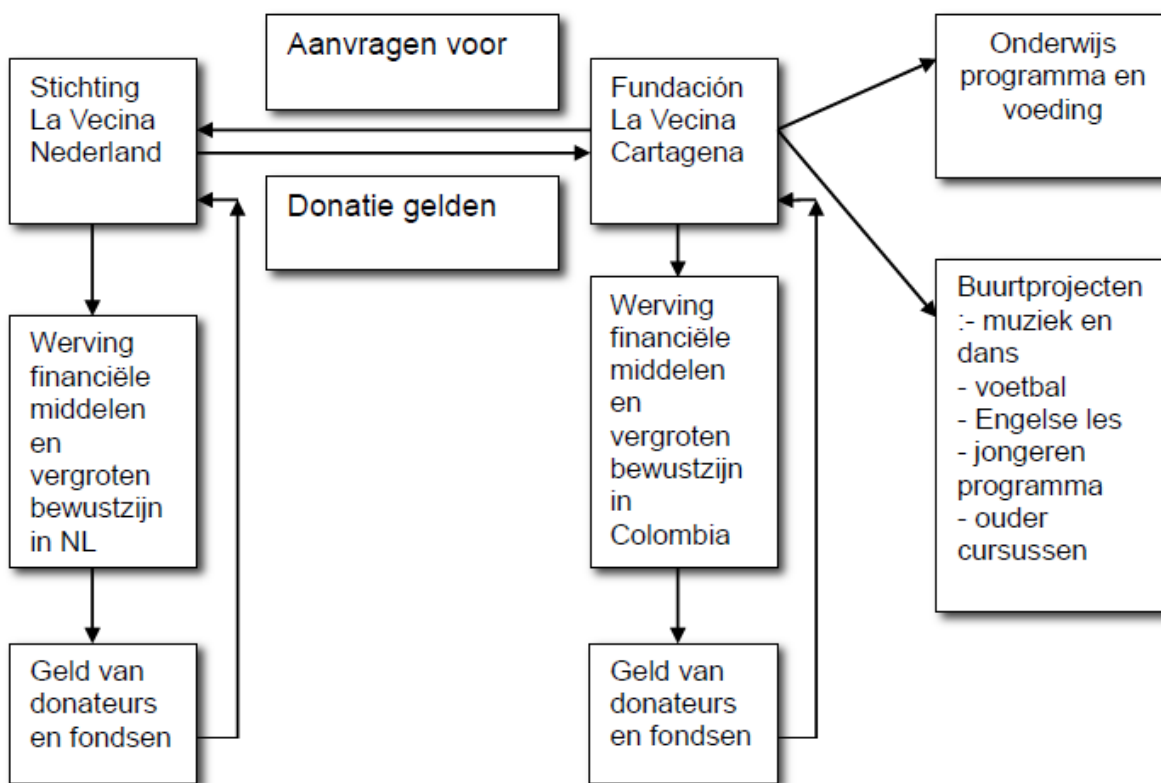 Aanvragen voor
Stichting
La Vecina
Nederland
Fundación
La Vecina
Cartagena
Onderwijs
programma en
voeding
Donatie gelden
Werving
financiële
middelen
en
vergroten
bewustzijn
in NL
Werving
financiële
middelen
en
vergroten
bewustzijn
in
Colombia
Buurtprojecten
:- muziek en
dans
- voetbal
- Engelse les
- jongeren
programma
- ouder
cursussen
Geld van
donateurs
en fondsen
Geld van
donateurs
en fondsen